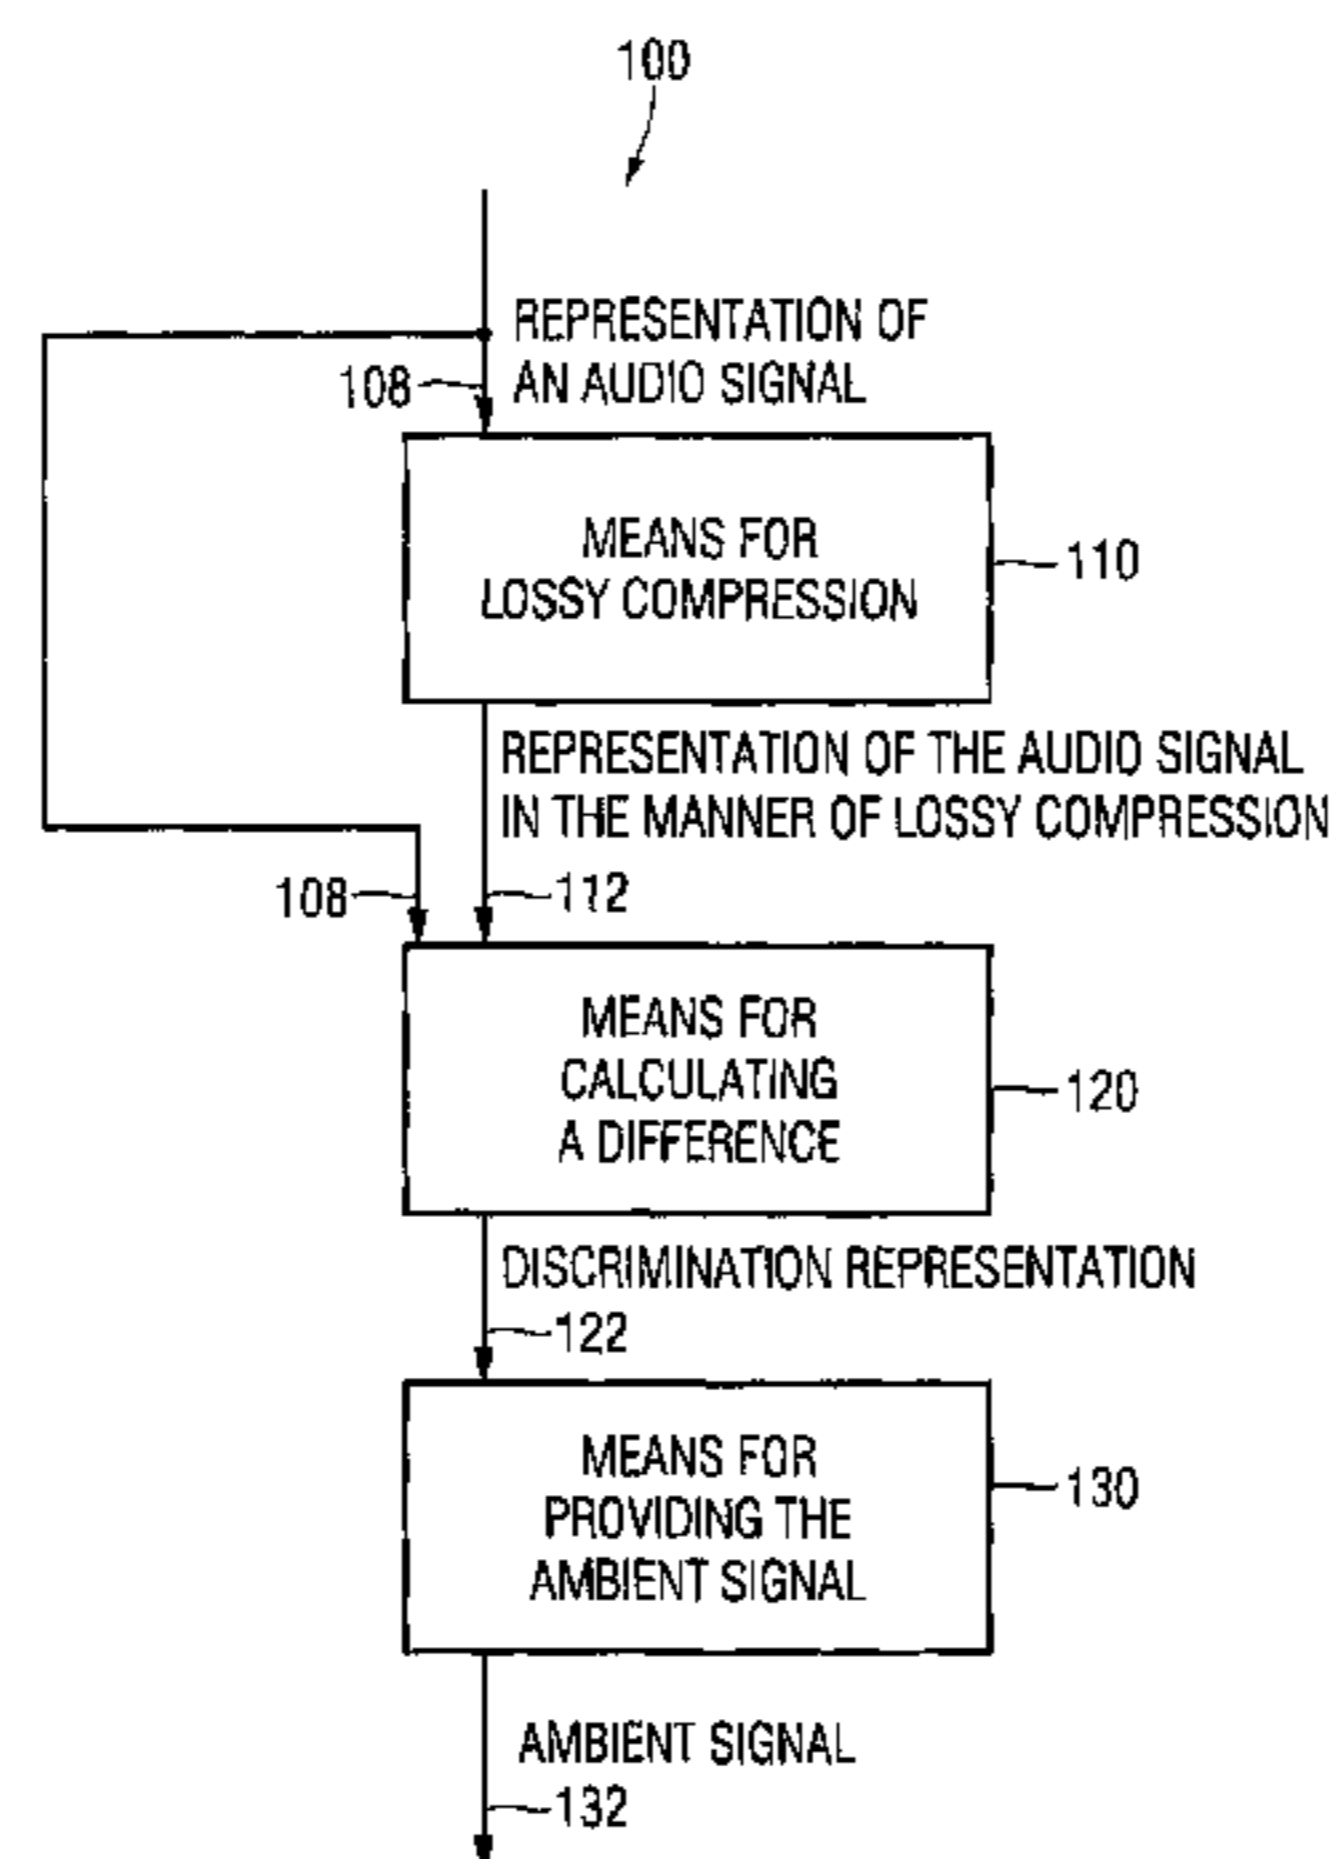 100
REPRESENTATION OF
AN AUDIO SIGNAL
108
MEANS FOR
LOSSY COMPRESSION
110
REPRESENTATION OF THE AUDIO SIGNAL
IN THE MANNER OF LOSSY COMPRESSION
108
112
MEANS FOR
CALCULATING
A DIFFERENCE
120
DISCRIMINATION REPRESENTATION
122
MEANS FOR
PROVIDING THE
AMBIENT SIGNAL
130
AMBIENT SIGNAL
132